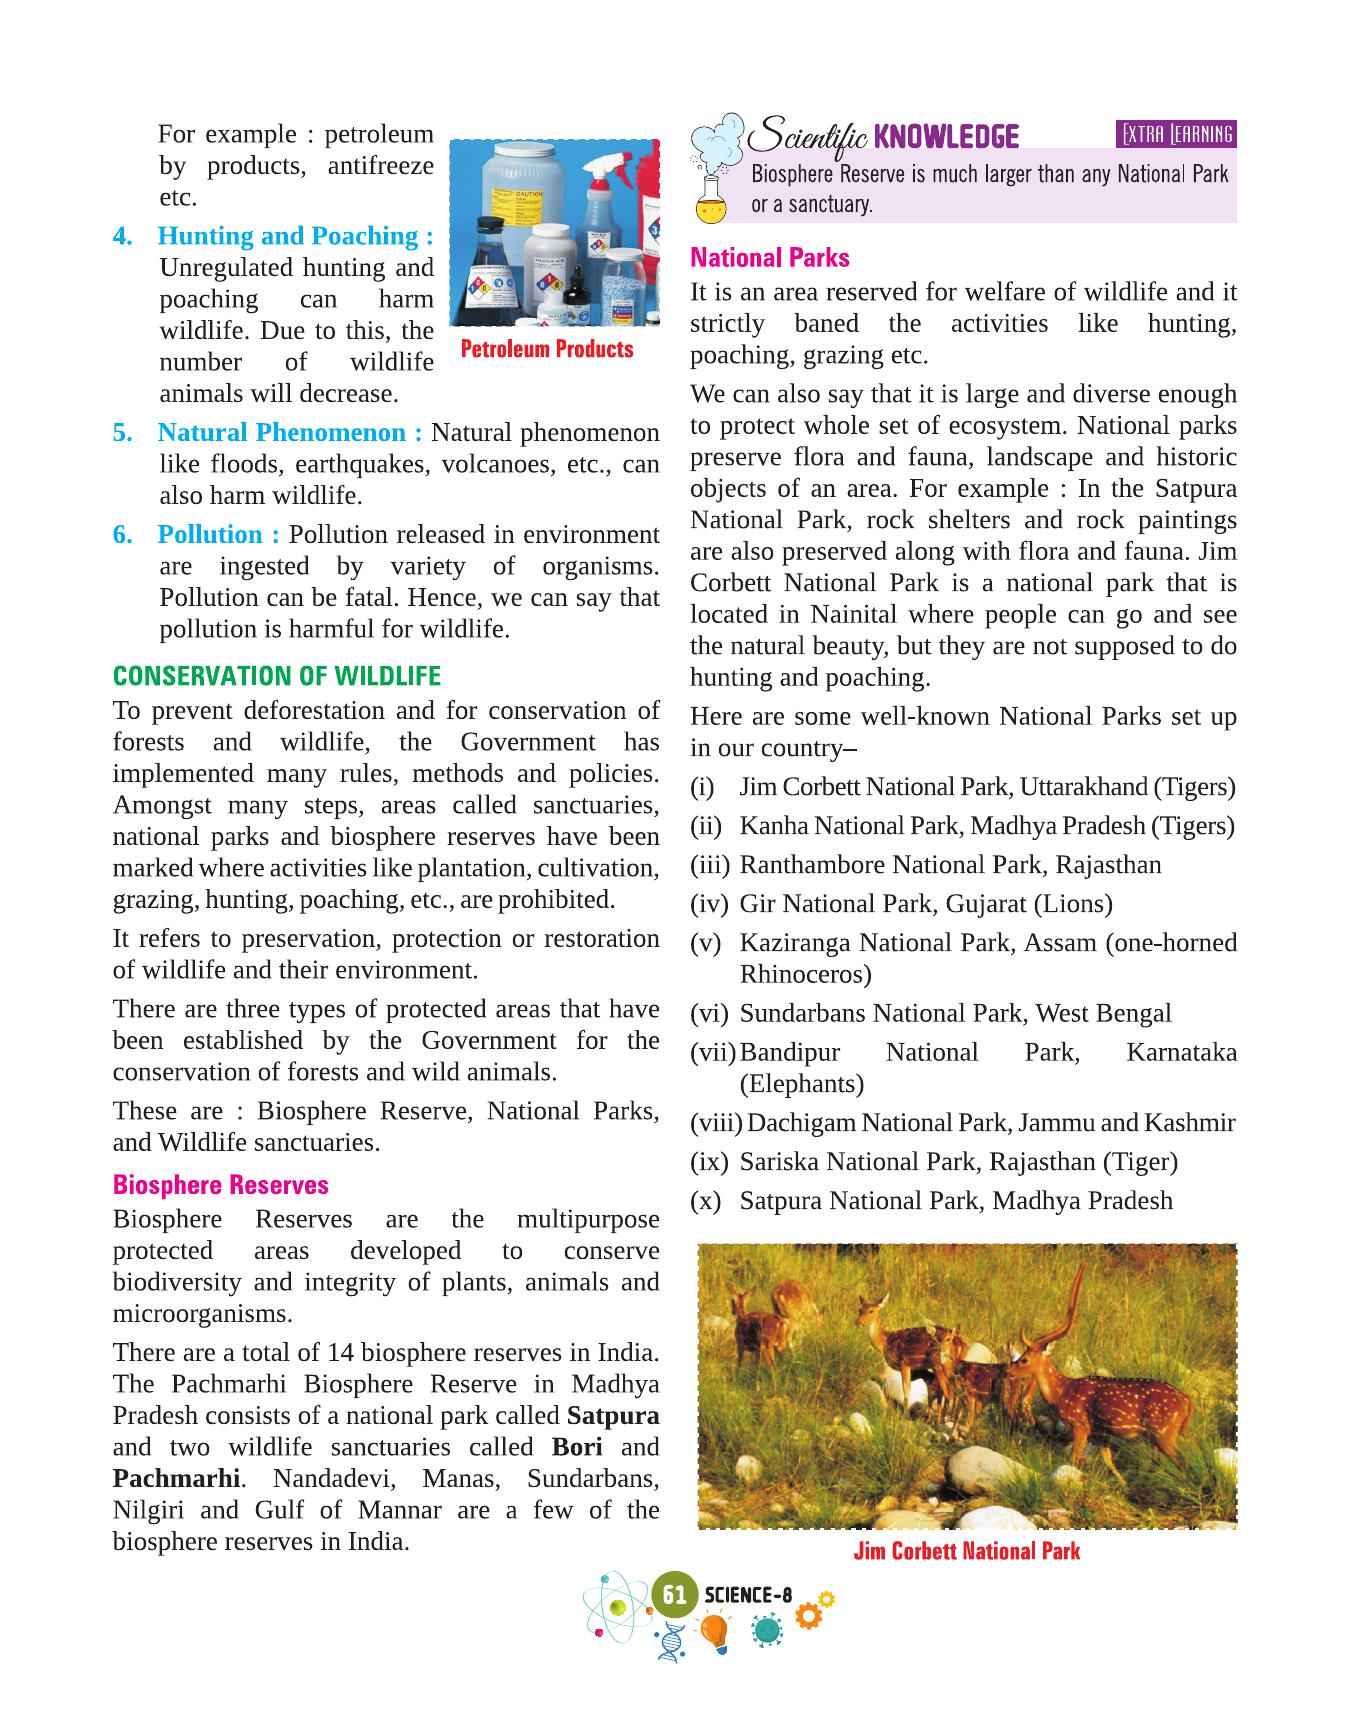 For example : petroleum
by products, antifreeze
etc.
4. Hunting and Poaching :
Unregulated hunting and
poaching can harm
wildlife. Due to this, the
number of wildlife
animals will decrease.
Petroleum Products
5. Natural Phenomenon : Natural phenomenon
like floods, earthquakes, volcanoes, etc., can
also harm wildlife.
6. Pollution : Pollution released in environment
are ingested by variety of organisms.
Pollution can be fatal. Hence, we can say that
pollution is harmful for wildlife.
CONSERVATION OF WILDLIFE
To prevent deforestation and for conservation of
forests and wildlife, the Government has
implemented many rules, methods and policies.
Amongst many steps, areas called sanctuaries,
national parks and biosphere reserves have been
marked where activities like plantation, cultivation,
grazing, hunting, poaching, etc., are prohibited.
It refers to preservation, protection or restoration
of wildlife and their environment.
There are three types of protected areas that have
been established by the Government for the
conservation of forests and wild animals.
These are : Biosphere Reserve, National Parks,
and Wildlife sanctuaries.
Biosphere Reserves
Biosphere Reserves are the multipurpose
protected areas developed to conserve
biodiversity and integrity of plants, animals and
microorganisms.
There are a total of 14 biosphere reserves in India.
The Pachmarhi Biosphere Reserve in Madhya
Pradesh consists of a national park called Satpura
and two wildlife sanctuaries called Bori and
Pachmarhi. Nandadevi, Manas, Sundarbans,
Nilgiri and Gulf of Mannar are a few of the
biosphere reserves in India.
Scientific KNOWLEDGE EXTRA LEARNING
Biosphere Reserve is much larger than any National Park
or a sanctuary.
National Parks
It is an area reserved for welfare of wildlife and it
strictly baned the activities like hunting,
poaching, grazing etc.
We can also say that it is large and diverse enough
to protect whole set of ecosystem. National parks
preserve flora and fauna, landscape and historic
objects of an area. For example : In the Satpura
National Park, rock shelters and rock paintings
are also preserved along with flora and fauna. Jim
Corbett National Park is a national park that is
located in Nainital where people can go and see
the natural beauty, but they are not supposed to do
hunting and poaching.
Here are some well-known National Parks set up
in our country–
(i) Jim Corbett National Park, Uttarakhand (Tigers)
(ii) Kanha National Park, Madhya Pradesh (Tigers)
(iii) Ranthambore National Park, Rajasthan
(iv) Gir National Park, Gujarat (Lions)
(v) Kaziranga National Park, Assam (one-horned
Rhinoceros)
(vi) Sundarbans National Park, West Bengal
(vii) Bandipur National Park, Karnataka
(Elephants)
(viii) Dachigam National Park, Jammu and Kashmir
(ix) Sariska National Park, Rajasthan (Tiger)
(x) Satpura National Park, Madhya Pradesh
Jim Corbett National Park
61 SCIENCE-8